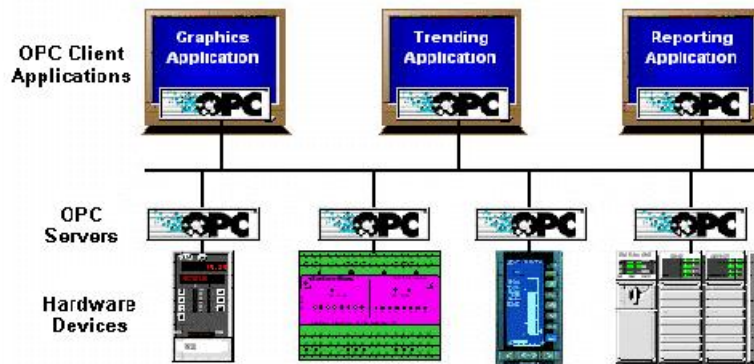 OPC Client
Applications
Graphics
Application
OPC
Trending
Application
OPC
Reporting
Application
OPC
OPC
Servers
OPC
OPC
OPC
OPC
Hardware
Devices